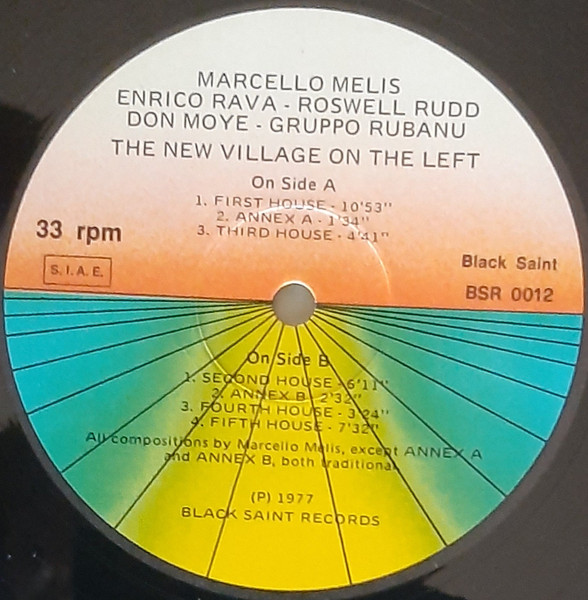 MARCELLO MELIS
ENRICO RAVA - ROSWELL RUDD
DON MOYE - GRUPPO RUBANU
THE NEW VILLAGE ON THE LEFT
On Side A
1. FIRST HOUSE - 10'53"
2. ANNEX A - 1'34"
3. THIRD HOUSE - 4'41"
33 rpm
S.I.A.E.
Black Saint
BSR 0012
On Side B
1. SECOND HOUSE - 6'11"
2. ANNEX B - 2'32"
3. FOURTH HOUSE - 3'24"
4. FIFTH HOUSE - 7'32"
All compositions by Marcello Melis, except ANNEX A
and ANNEX B, both traditional
(P) 1977
BLACK SAINT RECORDS